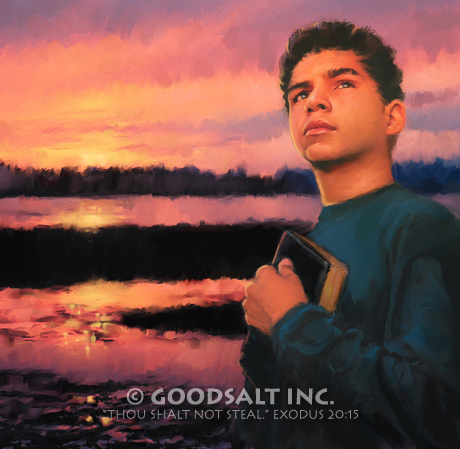 © GOODSALT INC.
"THOU SHALT NOT STEAL." EXODUS 20:15